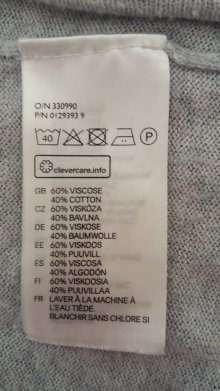 O/N 330990
P/N 0129393 9
40 P
clevercare.info
GB 60% VISCOSE
40% COTTON
CZ 60% VISKÓZA
40% BAVLNA
DE 60% VISKOSE
40% BAUMWOLLE
EE 60% VISKOOS
40% PUUVILL
ES 60% VISCOSA
40% ALGODÓN
FI 60% VISKOOSIA
40% PUUVILLAA
FR LAVER À LA MACHINE À
L'EAU TIÈDE.
BLANCHIR SANS CHLORE SI